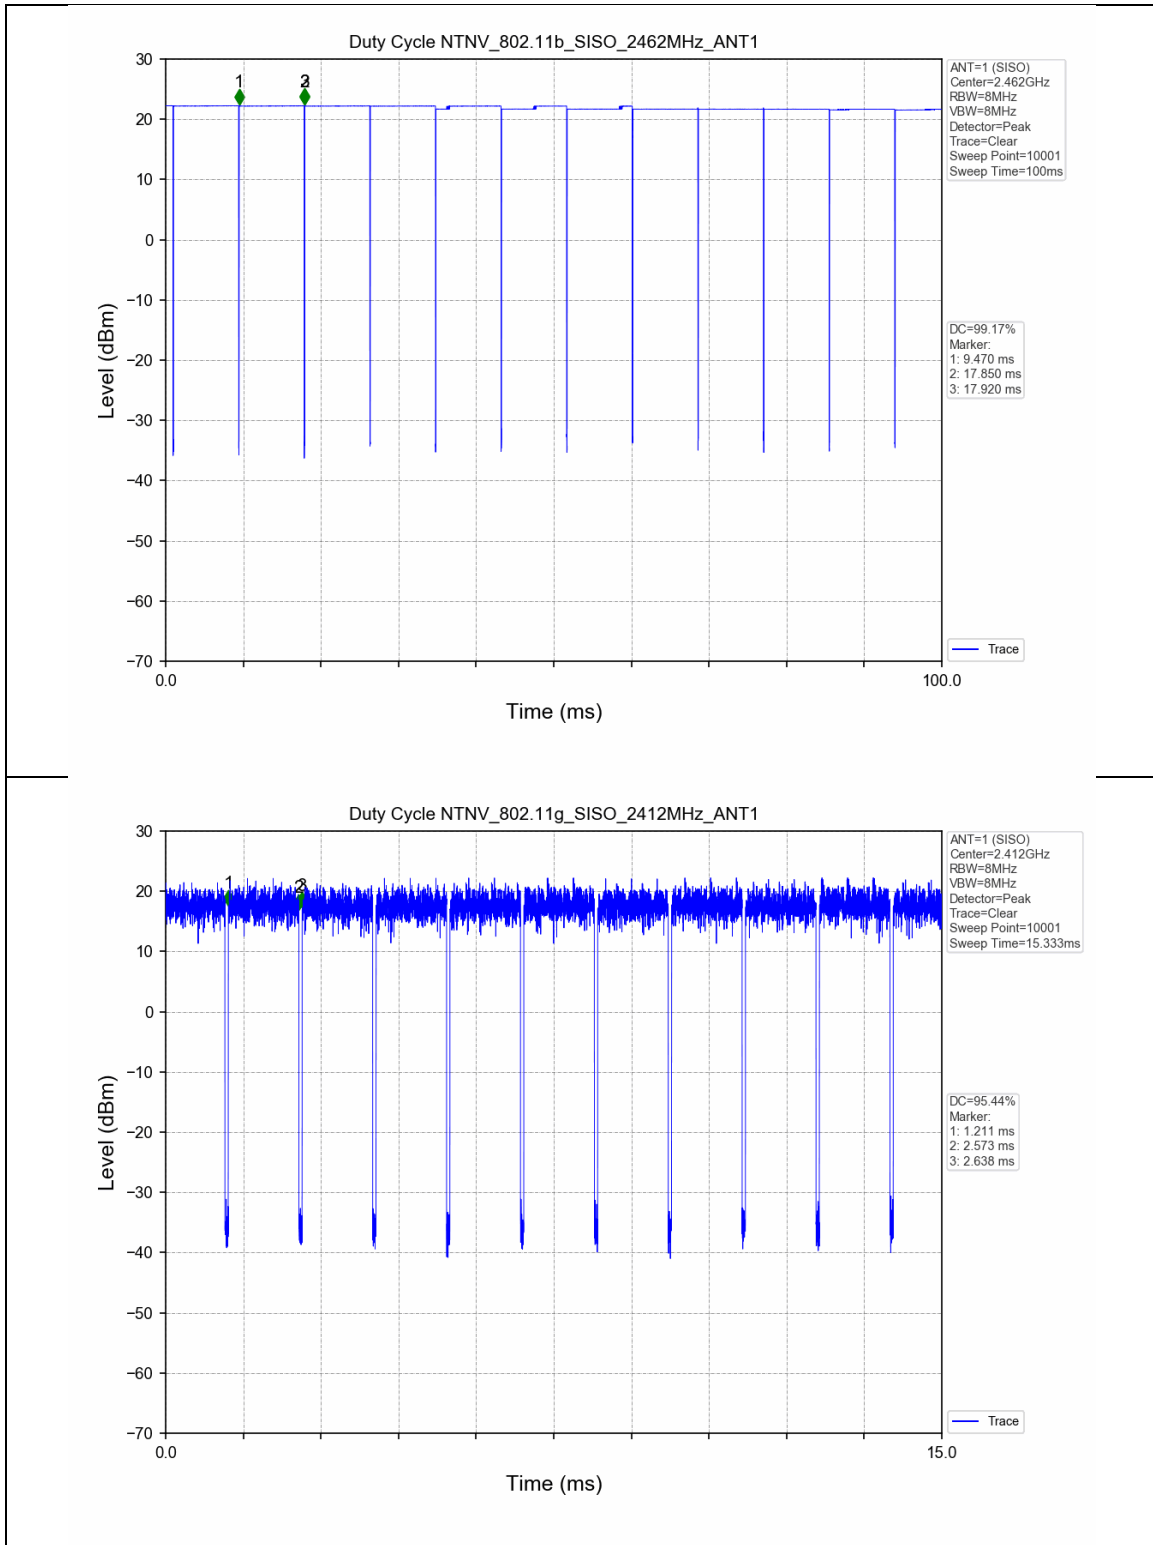 Duty Cycle NTNV_802.11b_SISO_2462MHz_ANT1
30
20
10
0
−10
−20
−30
−40
−50
−60
−70
Level (dBm)
1
2
3
0.0
100.0
Time (ms)
ANT=1 (SISO)
Center=2.462GHz
RBW=8MHz
VBW=8MHz
Detector=Peak
Trace=Clear
Sweep Point=10001
Sweep Time=100ms
DC=99.17%
Marker:
1: 9.470 ms
2: 17.850 ms
3: 17.920 ms
Trace
Duty Cycle NTNV_802.11g_SISO_2412MHz_ANT1
30
20
10
0
−10
−20
−30
−40
−50
−60
−70
Level (dBm)
1
2
3
0.0
15.0
Time (ms)
ANT=1 (SISO)
Center=2.412GHz
RBW=8MHz
VBW=8MHz
Detector=Peak
Trace=Clear
Sweep Point=10001
Sweep Time=15.333ms
DC=95.44%
Marker:
1: 1.211 ms
2: 2.573 ms
3: 2.638 ms
Trace